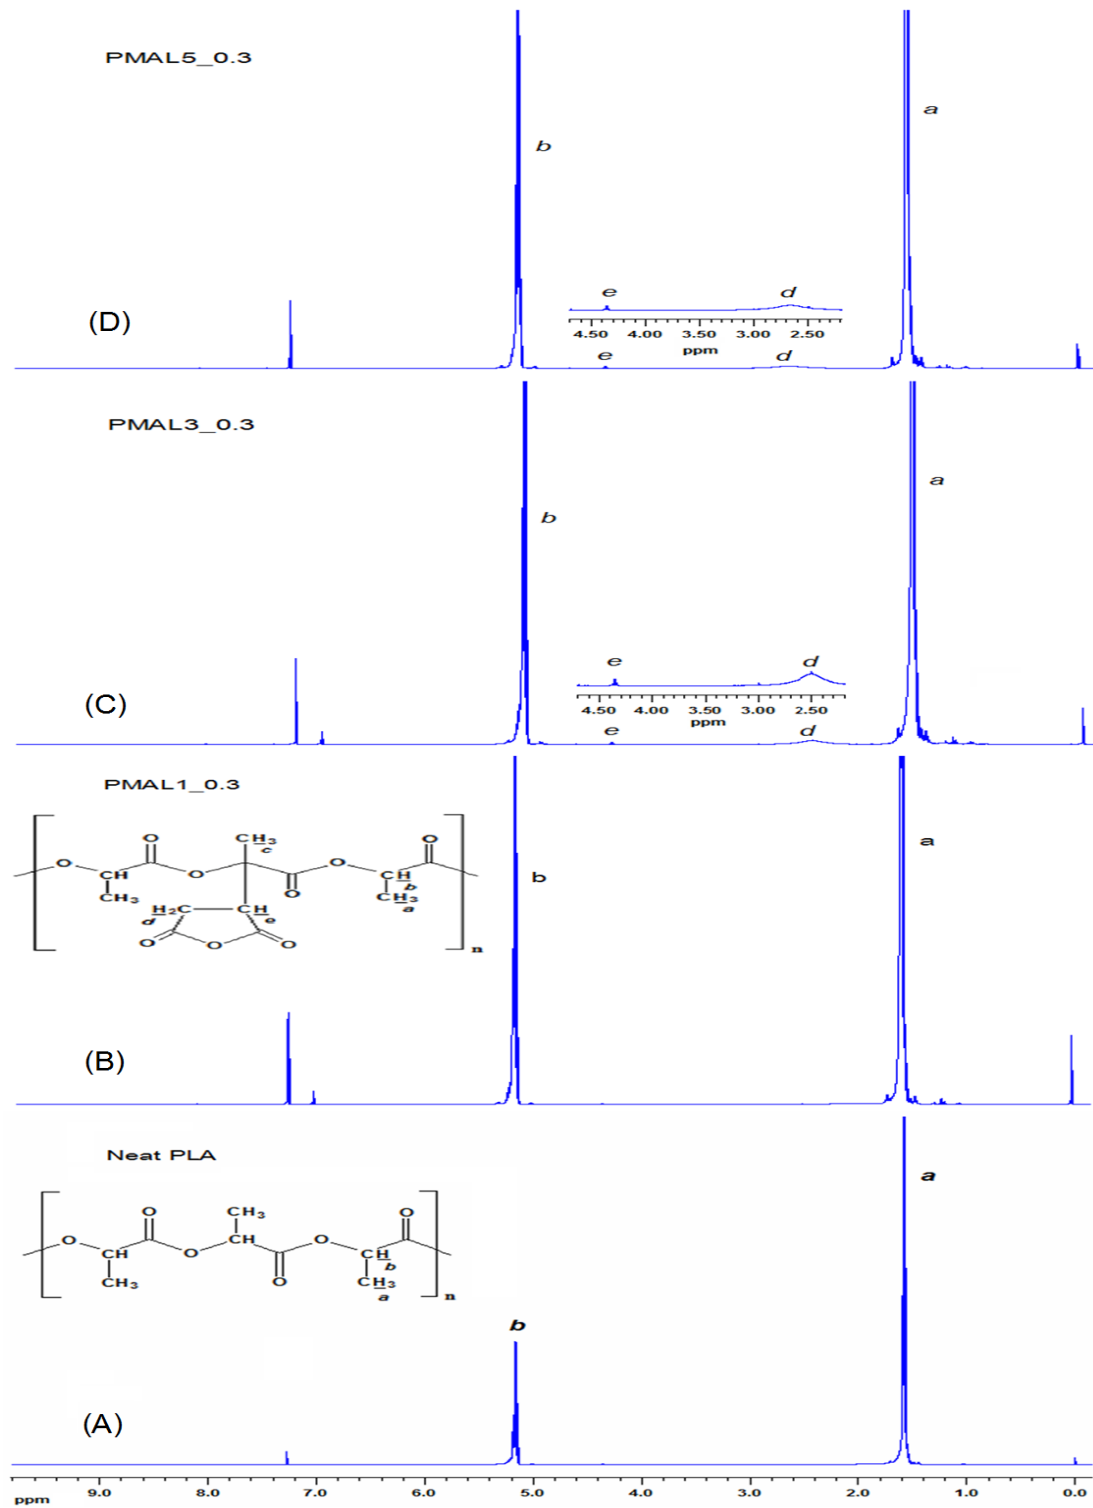 PMAL5_0.3
a
b
(D)
e d
4.50 4.00 3.50 3.00 2.50
ppm
e d
PMAL3_0.3
a
b
(C)
e d
4.50 4.00 3.50 3.00 2.50
ppm
e d
PMAL1_0.3
a
b
O CH3 O
c
O CH O O CH
b
CH3 O CH3
a
H2C CH
d e
O O O
n
(B)
Neat PLA
a
O CH3 O
O CH O O CH
b
CH3 O CH3
a
n
b
(A)
9.0 8.0 7.0 6.0 5.0 4.0 3.0 2.0 1.0 0.0
ppm